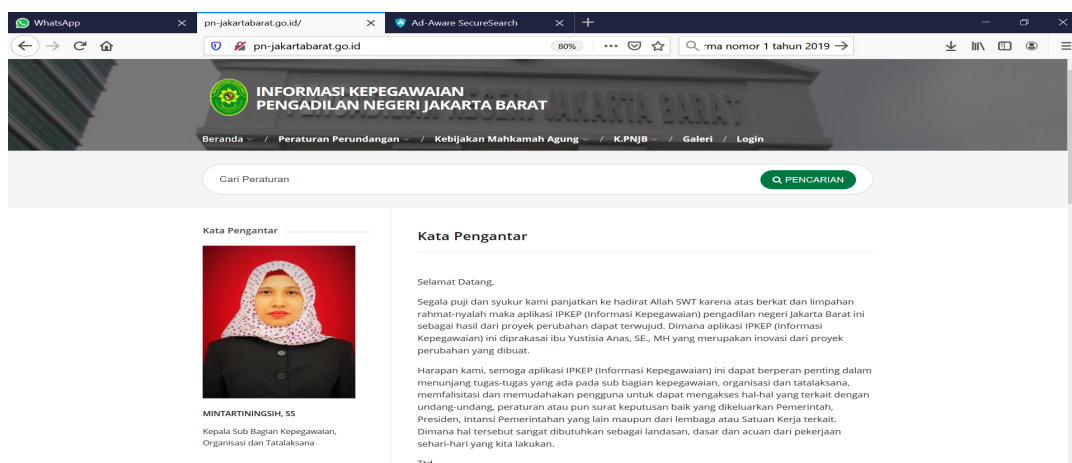 WhatsApp
pn-jakartabarat.go.id/
Ad-Aware SecureSearch
pn-jakartabarat.go.id
80%
rma nomor 1 tahun 2019
INFORMASI KEPEGAWAIAN
PENGADILAN NEGERI JAKARTA BARAT
Beranda / Peraturan Perundangan / Kebijakan Mahkamah Agung / K.PNJB / Galeri / Login
Cari Peraturan
PENCARIAN
Kata Pengantar
MINTARTININGSIH, SS
Kepala Sub Bagian Kepegawaian,
Organisasi dan Tatalaksana
Kata Pengantar
Selamat Datang,
Segala puji dan syukur kami panjatkan ke hadirat Allah SWT karena atas berkat dan limpahan
rahmat-nyalah maka aplikasi IPKEP (Informasi Kepegawaian) pengadilan negeri Jakarta Barat ini
sebagai hasil dari proyek perubahan dapat terwujud. Dimana aplikasi IPKEP (Informasi
Kepegawaian) ini diprakasai ibu Yustisia Anas, SE., MH yang merupakan inovasi dari proyek
perubahan yang dibuat.
Harapan kami, semoga aplikasi IPKEP (Informasi Kepegawaian) ini dapat berperan penting dalam
menunjang tugas-tugas yang ada pada sub bagian kepegawaian, organisasi dan tatalaksana,
memfalisitasi dan memudahakan pengguna untuk dapat mengakses hal-hal yang terkait dengan
undang-undang, peraturan atau pun surat keputusan baik yang dikeluarkan Pemerintah,
Presiden, Intansi Pemerintahan yang lain maupun dari lembaga atau Satuan Kerja terkait.
Dimana hal tersebut sangat dibutuhkan sebagai landasan, dasar dan acuan dari pekerjaan
sehari-hari yang kita lakukan.